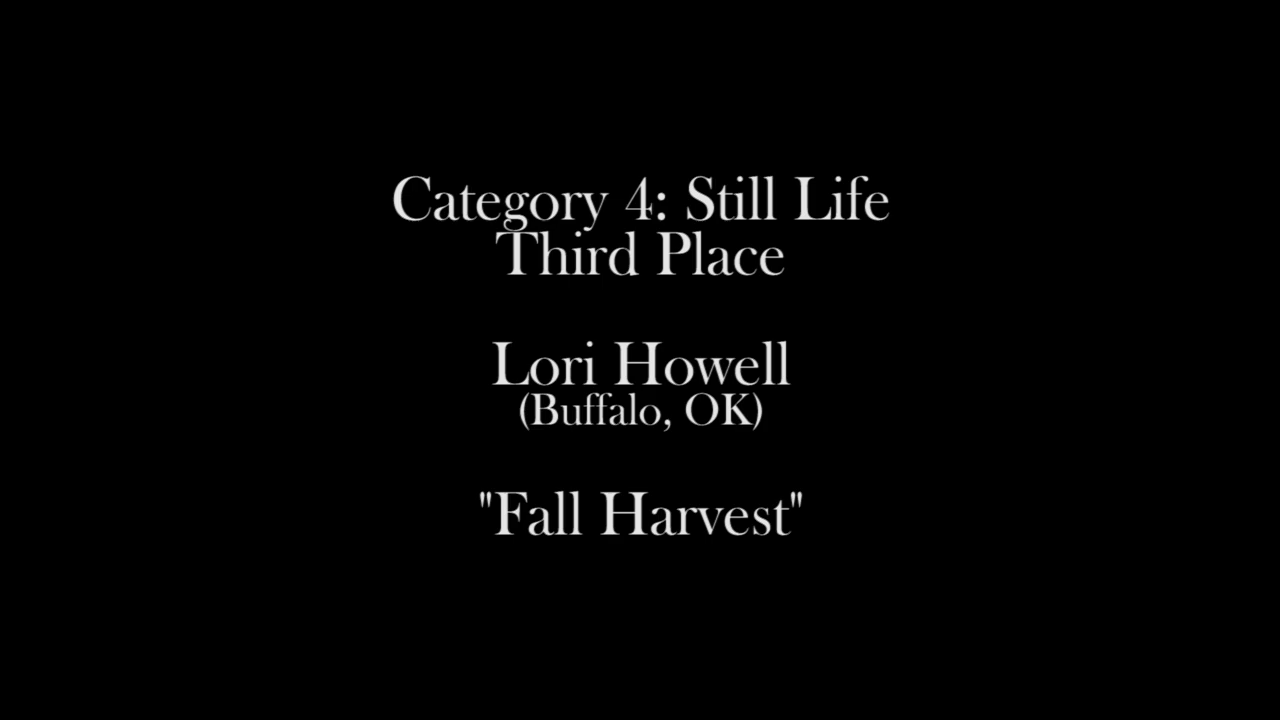 Category 4: Still Life
Third Place
Lori Howell
(Buffalo, OK)
"Fall Harvest"